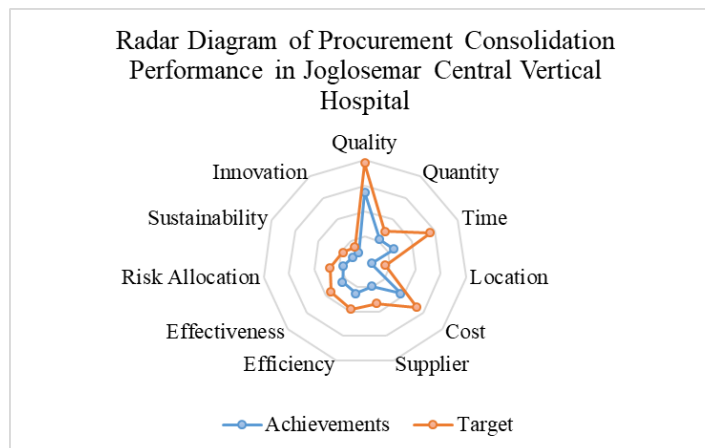 Radar Diagram of Procurement Consolidation
Performance in Joglosemar Central Vertical
Hospital
Quality
Innovation
Quantity
Sustainability
Time
Risk Allocation
Location
Effectiveness
Cost
Efficiency
Supplier
Achievements
Target